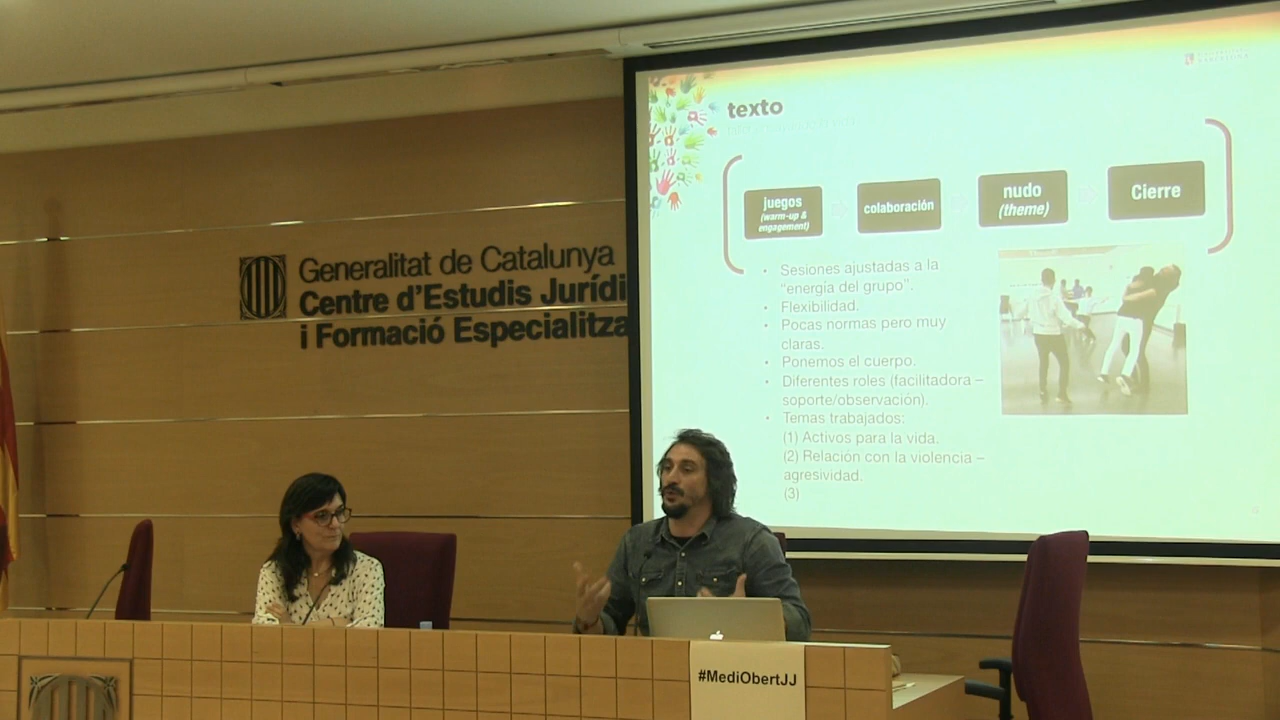 Generalitat de Catalunya
Centre d'Estudis Jurídi
i Formació Especialitza
texto
juegos
(warm-up &
engagement)
colaboración
nudo
(theme)
Cierre
• Sesiones ajustadas a la
"energía del grupo".
• Flexibilidad.
• Pocas normas pero muy
claras.
• Ponemos el cuerpo.
• Diferentes roles (facilitadora –
soporte/observación).
• Temas trabajados:
(1) Activos para la vida.
(2) Relación con la violencia –
agresividad.
(3)
#MediObertJJ